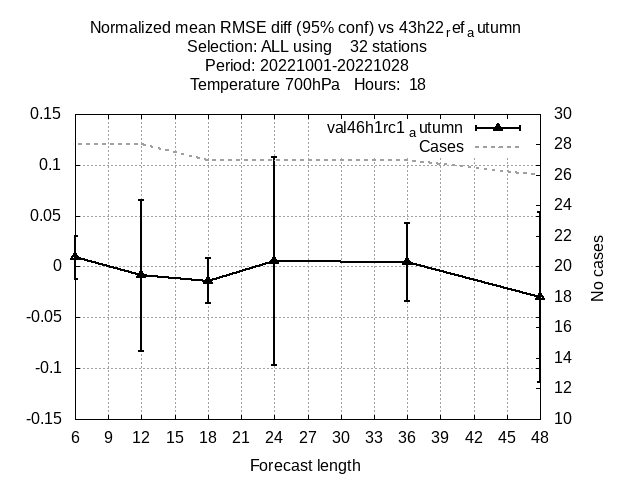 Normalized mean RMSE diff (95% conf) vs 43h22refautumn
Selection: ALL using 32 stations
Period: 20221001-20221028
Temperature 700hPa Hours: 18
val46h1rc1autumn
Cases
0.15
0.1
0.05
0
-0.05
-0.1
-0.15
30
28
26
24
22
20
18
16
14
12
10
No cases
6 9 12 15 18 21 24 27 30 33 36 39 42 45 48
Forecast length